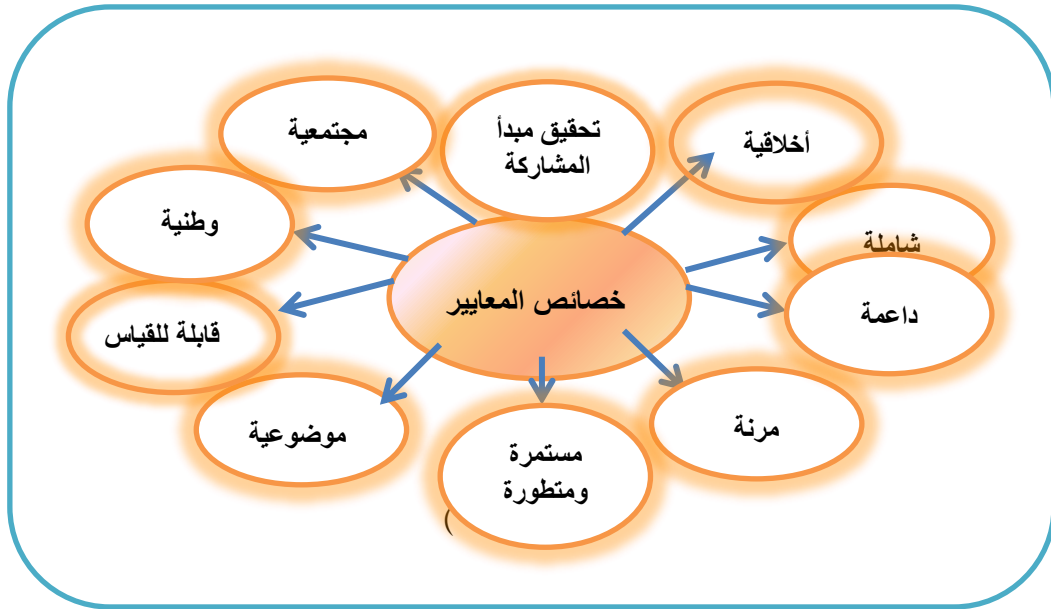 خصائص المعايير
تحقيق مبدأ
المشاركة
أخلاقية
شاملة
داعمة
مرنة
مستمرة
ومتطورة
(
موضوعية
قابلة للقياس
وطنية
مجتمعية